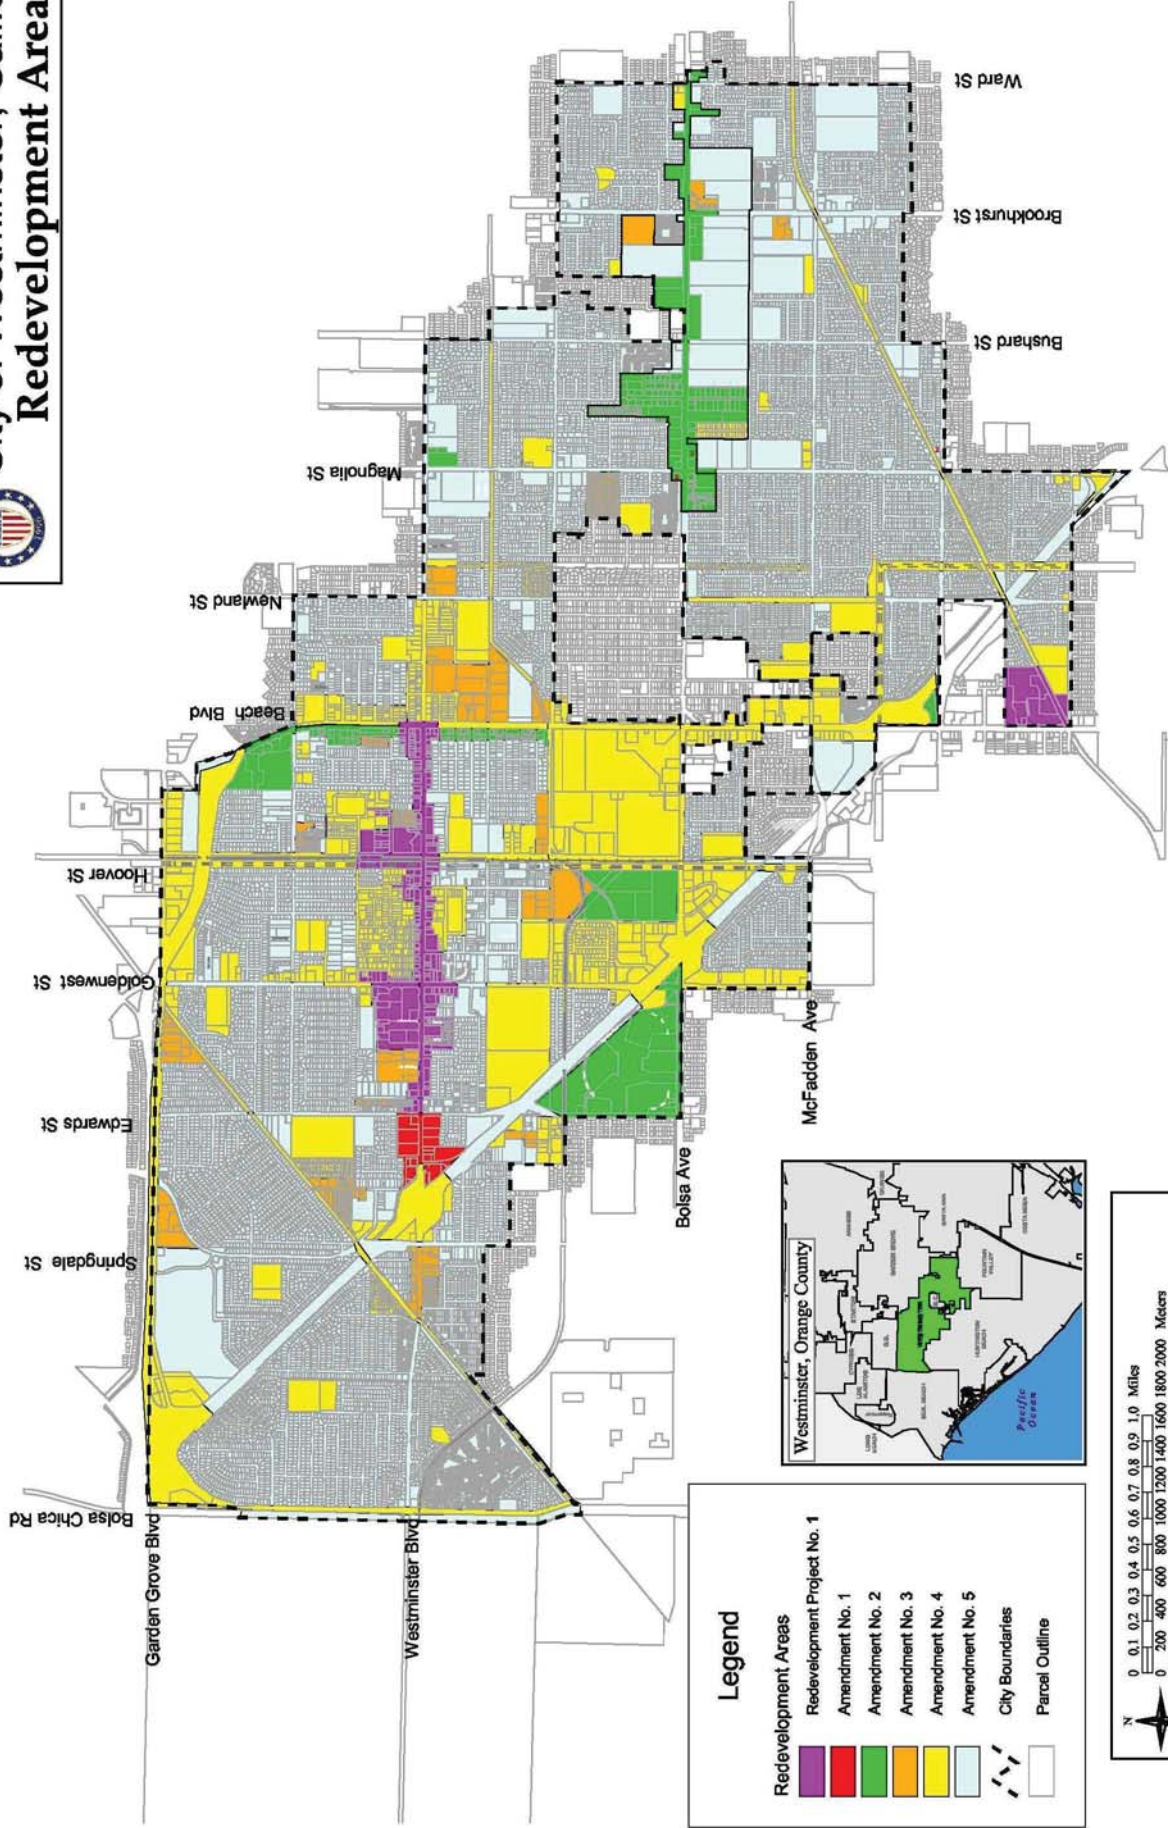 Redevelopment Area
Ward St
Brookhurst St
Bushard St
Magnolia St
Newland St
Beach Blvd
Hoover St
Goldenwest St
Edwards St
Springdale St
Bolsa Chica Rd
Garden Grove Blvd
Westminster Blvd
Bolsa Ave
McFadden Ave
Legend
Redevelopment Areas
Redevelopment Project No. 1
Amendment No. 1
Amendment No. 2
Amendment No. 3
Amendment No. 4
Amendment No. 5
City Boundaries
Parcel Outline
Westminster, Orange County
Pacific
Ocean
N
0 0.1 0.2 0.3 0.4 0.5 0.6 0.7 0.8 0.9 1.0 Miles
0 200 400 600 800 1000 1200 1400 1600 1800 2000 Meters